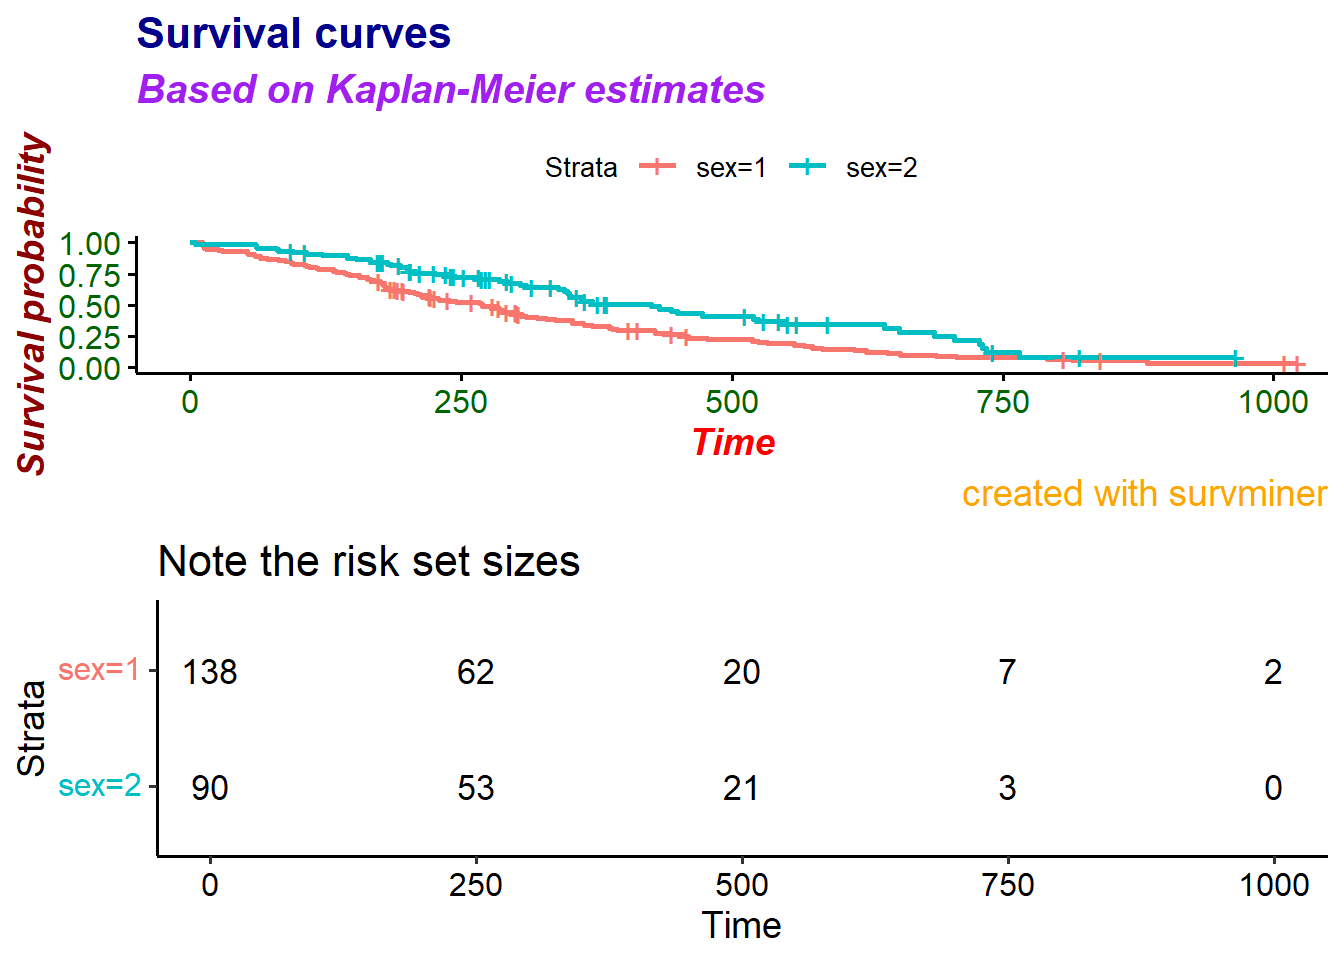 Survival curves
Based on Kaplan-Meier estimates
Strata sex=1 sex=2
Survival probability
1.00
0.75
0.50
0.25
0.00
0 250 500 750 1000
Time
created with survminer
Note the risk set sizes
Strata
sex=1 138 62 20 7 2
sex=2 90 53 21 3 0
0 250 500 750 1000
Time